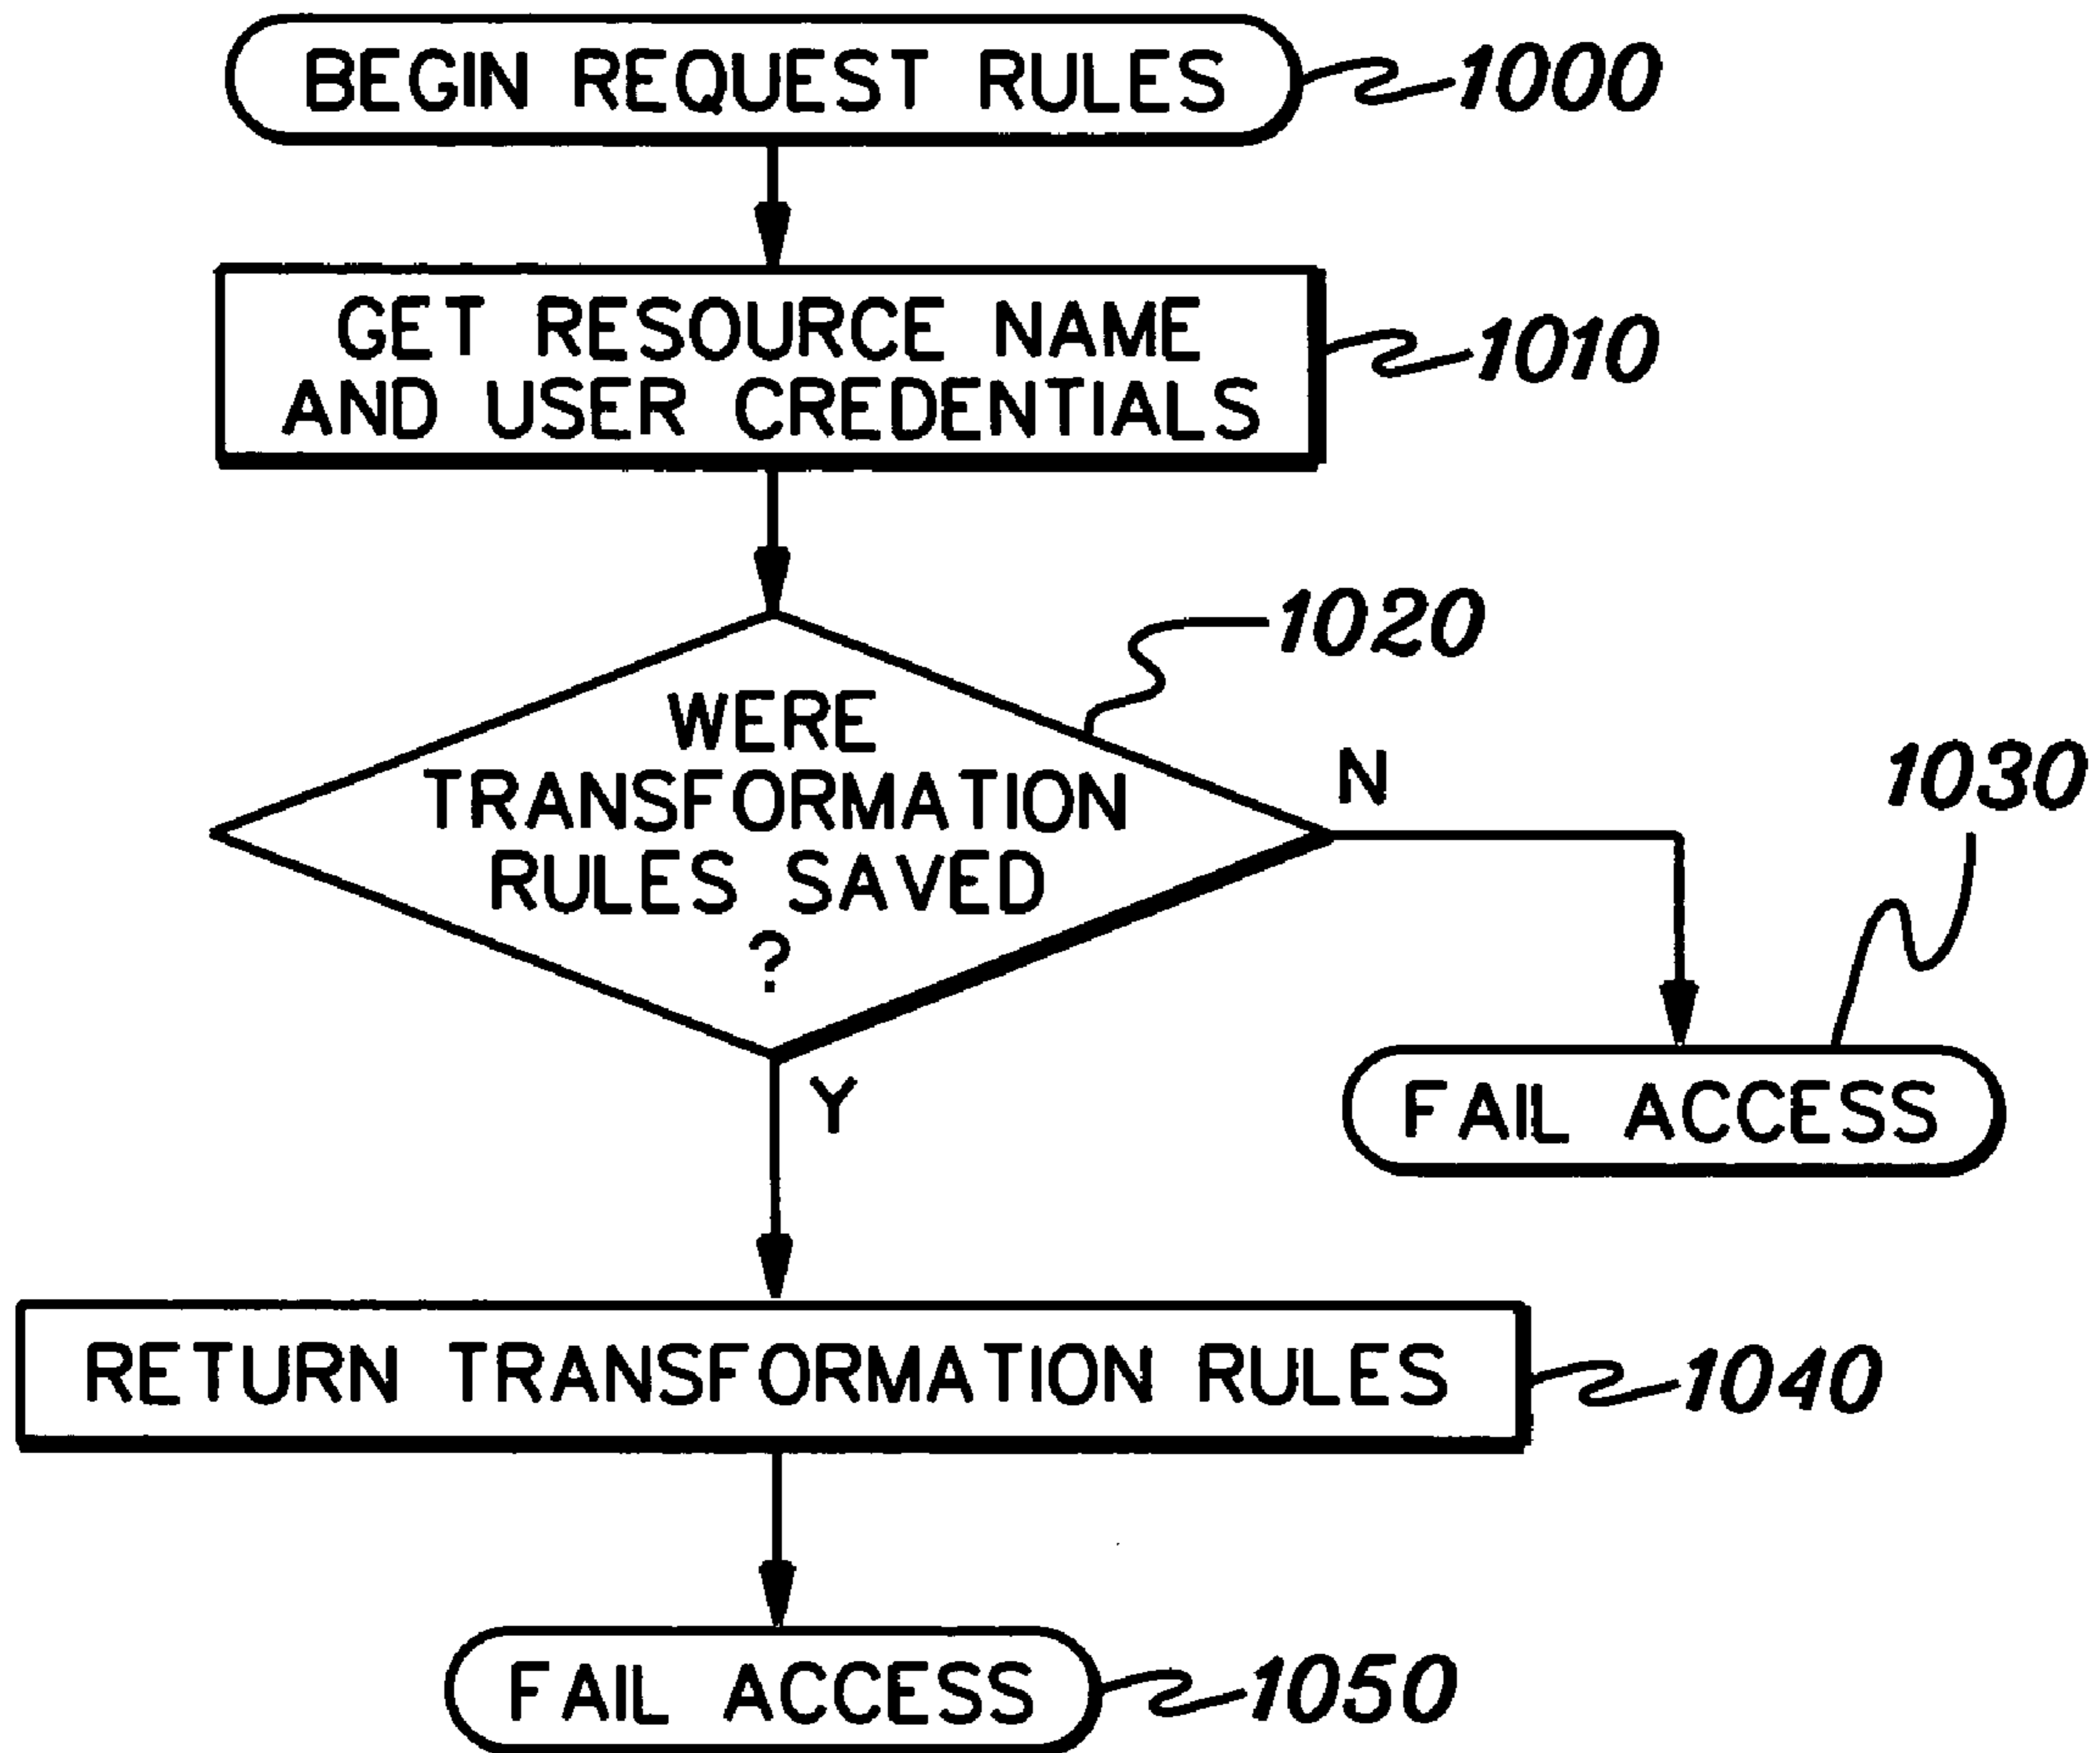 BEGIN REQUEST RULES
1000
GET RESOURCE NAME
AND USER CREDENTIALS
1010
1020
WERE
TRANSFORMATION
RULES SAVED
?
N
1030
Y
FAIL ACCESS
RETURN TRANSFORMATION RULES
1040
FAIL ACCESS
1050